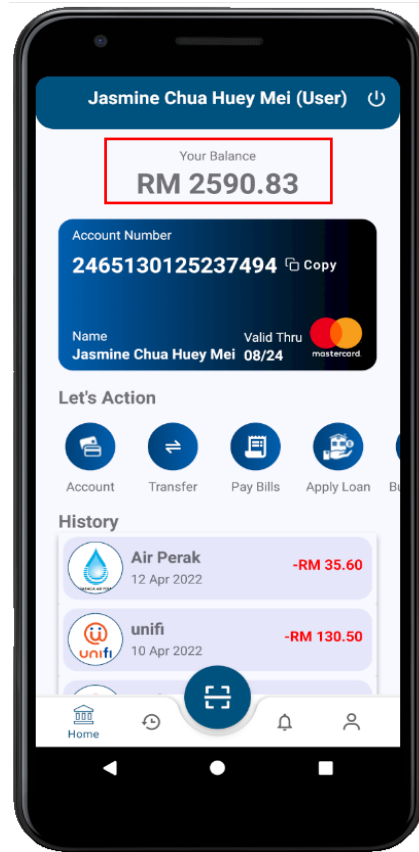 Jasmine Chua Huey Mei (User)
Your Balance
RM 2590.83
Account Number
2465130125237494 Copy
Name Valid Thru
Jasmine Chua Huey Mei 08/24 mastercard.
Let's Action
Account Transfer Pay Bills Apply Loan Bu
History
Air Perak -RM 35.60
12 Apr 2022
unifi -RM 130.50
unifi
10 Apr 2022
Home